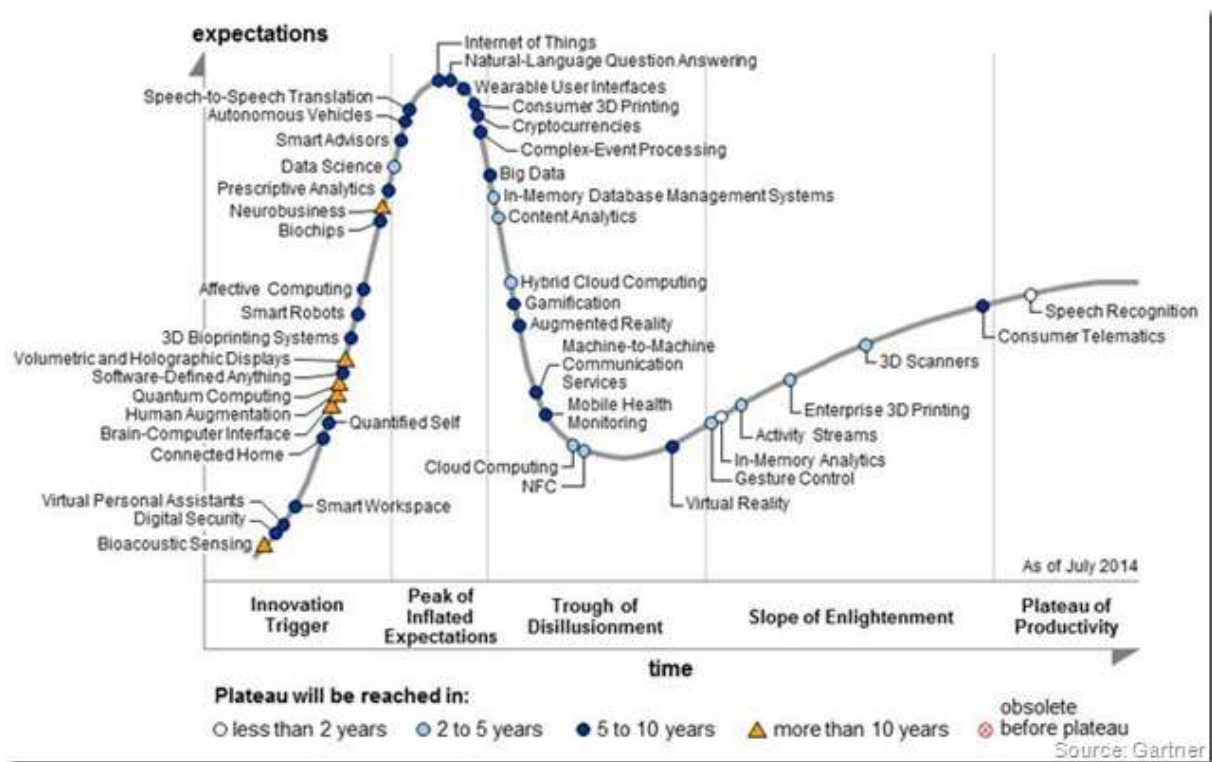 expectations
Internet of Things
Natural-Language Question Answering
Wearable User Interfaces
Consumer 3D Printing
Cryptocurrencies
Complex-Event Processing
Speech-to-Speech Translation
Autonomous Vehicles
Smart Advisors
Data Science
Prescriptive Analytics
Neurobusiness
Biochips
Big Data
In-Memory Database Management Systems
Content Analytics
Affective Computing
Smart Robots
3D Bioprinting Systems
Volumetric and Holographic Displays
Software-Defined Anything
Quantum Computing
Human Augmentation
Brain-Computer Interface
Connected Home
Quantified Self
Hybrid Cloud Computing
Gamification
Augmented Reality
Machine-to-Machine
Communication
Services
Mobile Health
Monitoring
Cloud Computing
NFC
Virtual Personal Assistants
Digital Security
Bioacoustic Sensing
Smart Workspace
Speech Recognition
Consumer Telematics
3D Scanners
Enterprise 3D Printing
Activity Streams
In-Memory Analytics
Gesture Control
Virtual Reality
As of July 2014
Innovation
Trigger
Peak of
Inflated
Expectations
Trough of
Disillusionment
Slope of Enlightenment
Plateau of
Productivity
time
Plateau will be reached in:
less than 2 years
2 to 5 years
5 to 10 years
more than 10 years
obsolete
before plateau
Source: Gartner